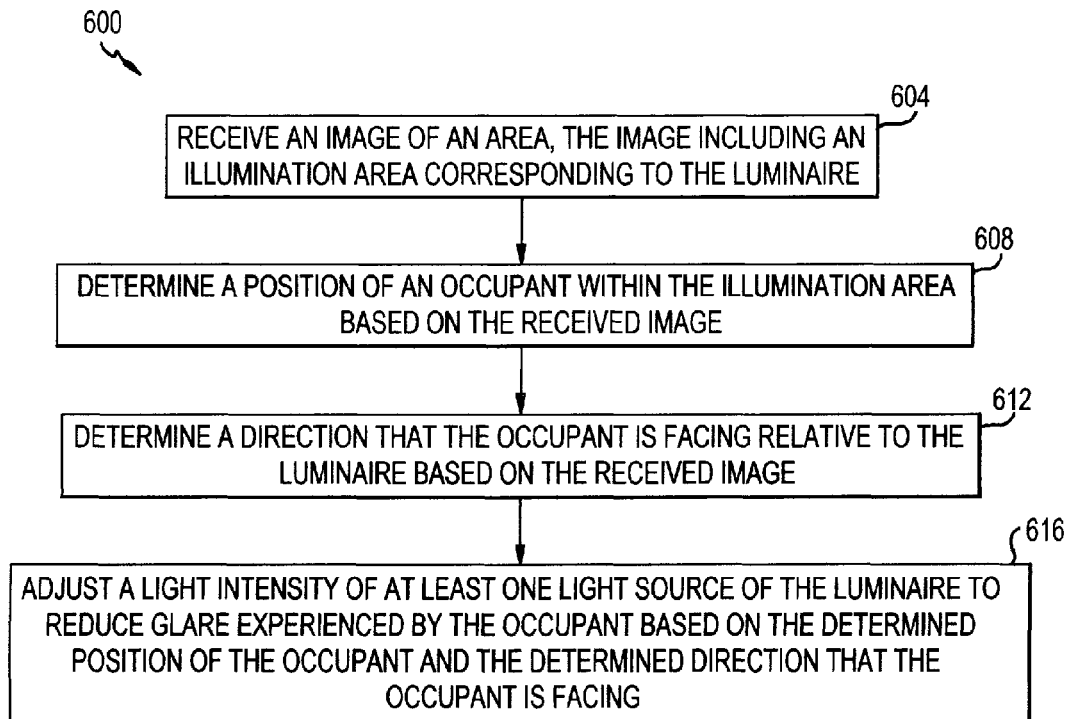 600
604
RECEIVE AN IMAGE OF AN AREA, THE IMAGE INCLUDING AN
ILLUMINATION AREA CORRESPONDING TO THE LUMINAIRE
608
DETERMINE A POSITION OF AN OCCUPANT WITHIN THE ILLUMINATION AREA
BASED ON THE RECEIVED IMAGE
612
DETERMINE A DIRECTION THAT THE OCCUPANT IS FACING RELATIVE TO THE
LUMINAIRE BASED ON THE RECEIVED IMAGE
616
ADJUST A LIGHT INTENSITY OF AT LEAST ONE LIGHT SOURCE OF THE LUMINAIRE TO
REDUCE GLARE EXPERIENCED BY THE OCCUPANT BASED ON THE DETERMINED
POSITION OF THE OCCUPANT AND THE DETERMINED DIRECTION THAT THE
OCCUPANT IS FACING